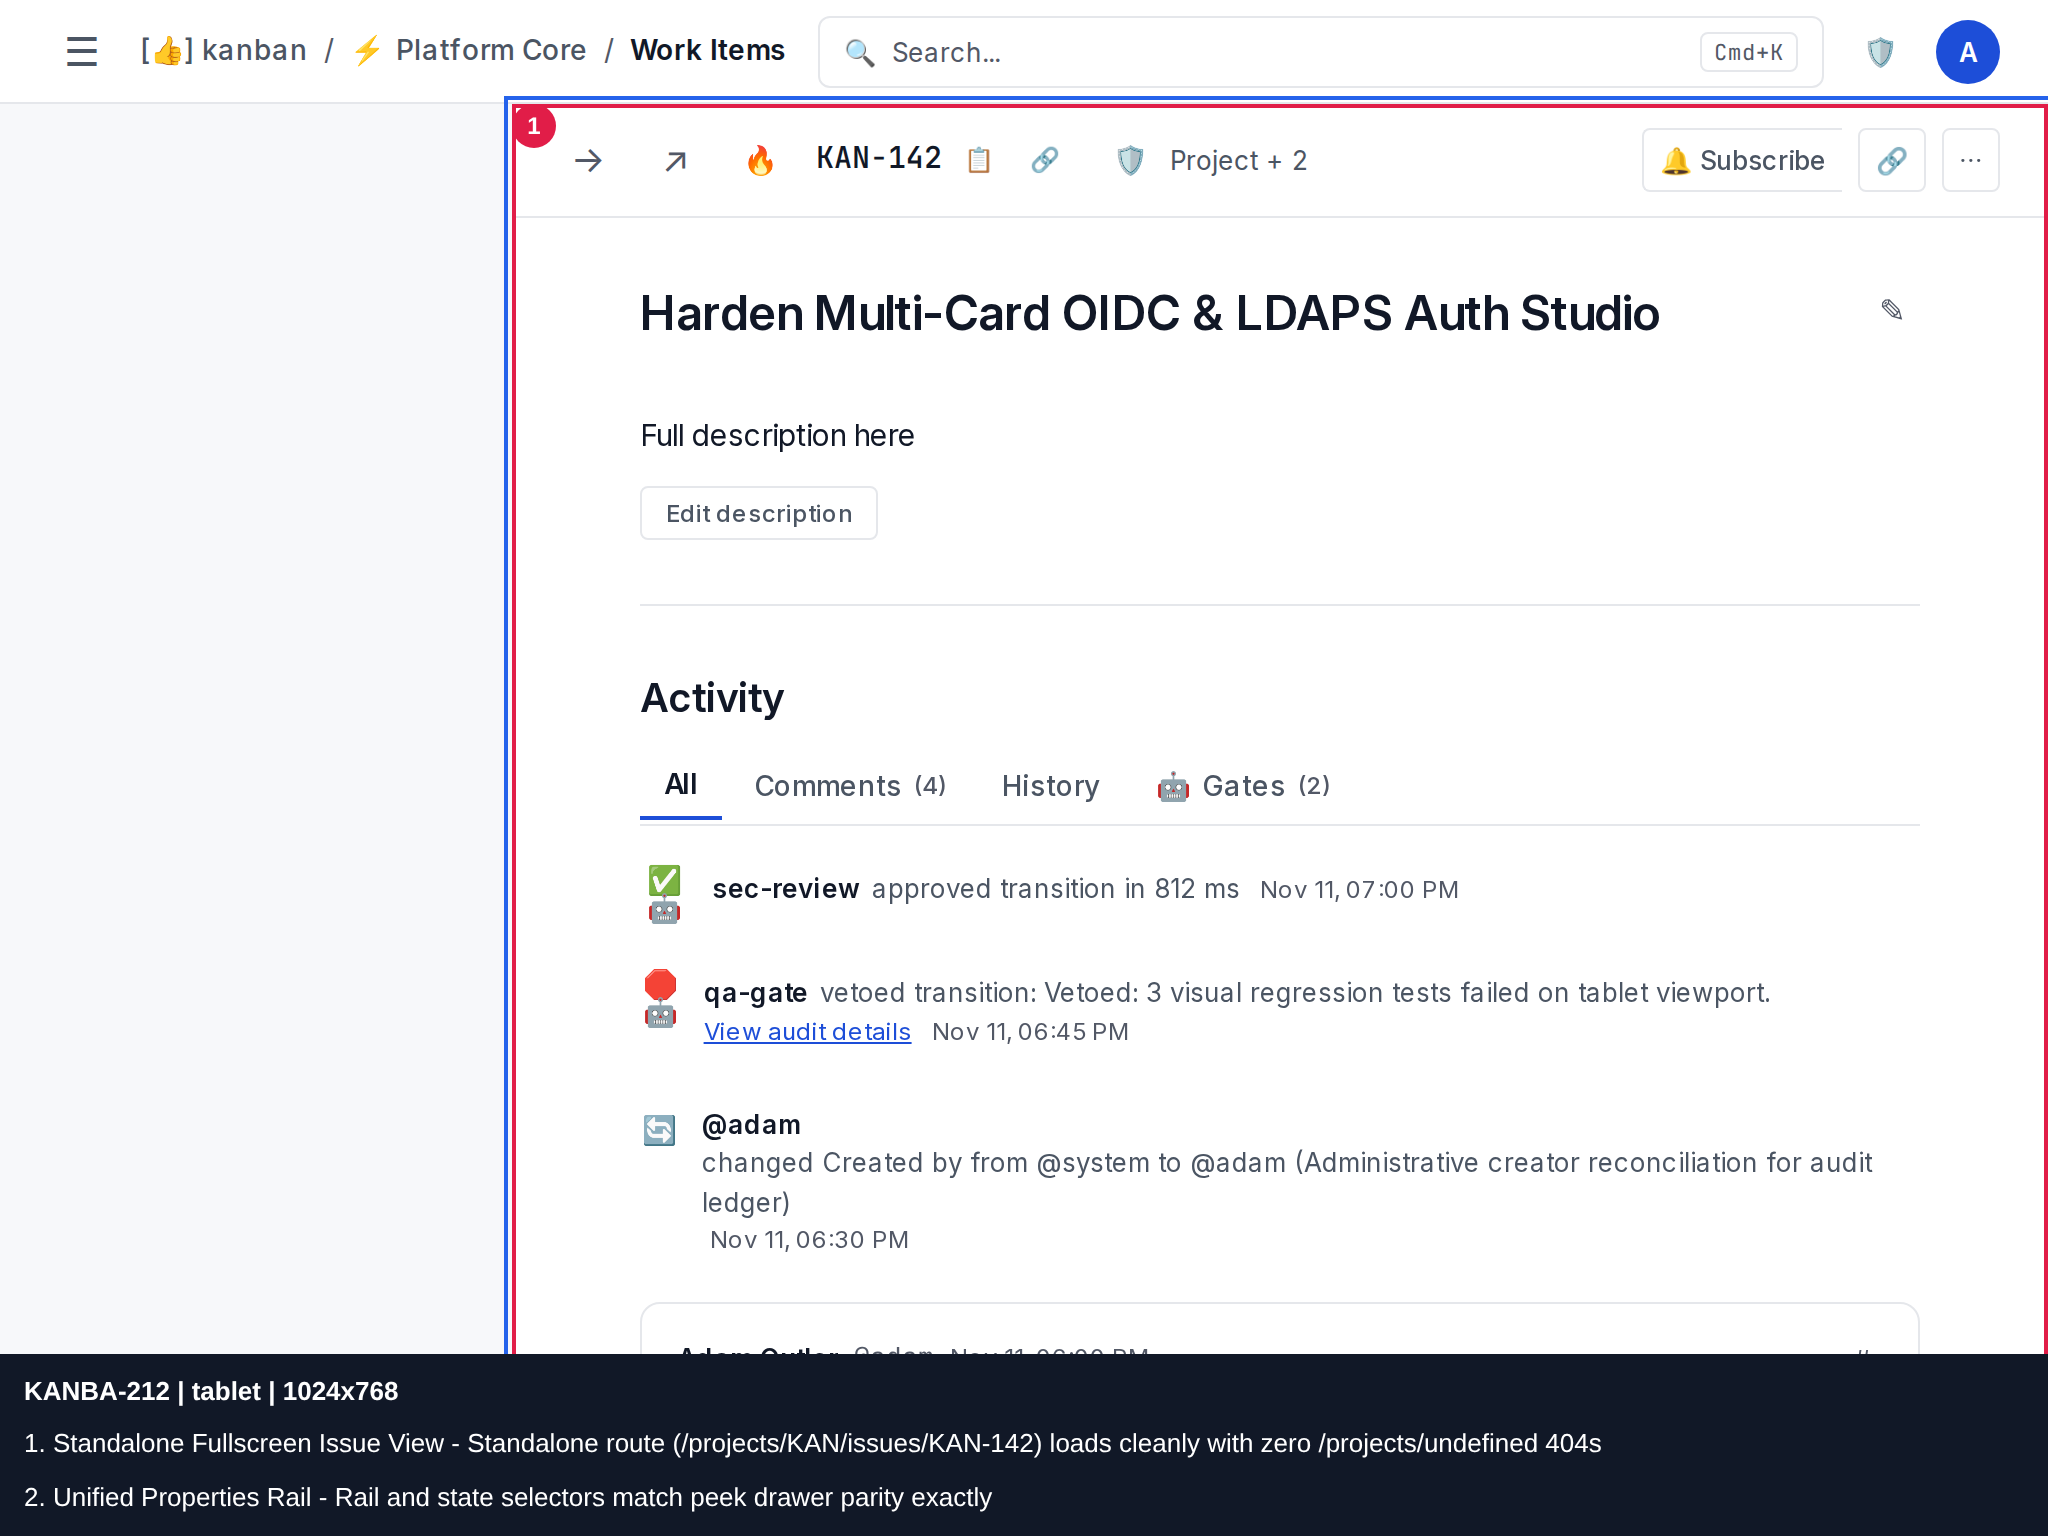 ☰ [👍] kanban / ⚡ Platform Core / Work Items
🔍 Search... Cmd+K
🛡️ A
1
→ ↗ 🔥 KAN-142 📋 🔗 🛡️ Project + 2
🔔 Subscribe 🔗 ...
Harden Multi-Card OIDC & LDAPS Auth Studio ✎
Full description here
Edit description
Activity
All Comments (4) History 🤖 Gates (2)
✅🤖 sec-review approved transition in 812 ms Nov 11, 07:00 PM
🛑🤖 qa-gate vetoed transition: Vetoed: 3 visual regression tests failed on tablet viewport.
View audit details Nov 11, 06:45 PM
🔄 @adam
changed Created by from @system to @adam (Administrative creator reconciliation for audit
ledger)
Nov 11, 06:30 PM
KANBA-212 | tablet | 1024x768
1. Standalone Fullscreen Issue View - Standalone route (/projects/KAN/issues/KAN-142) loads cleanly with zero /projects/undefined 404s
2. Unified Properties Rail - Rail and state selectors match peek drawer parity exactly